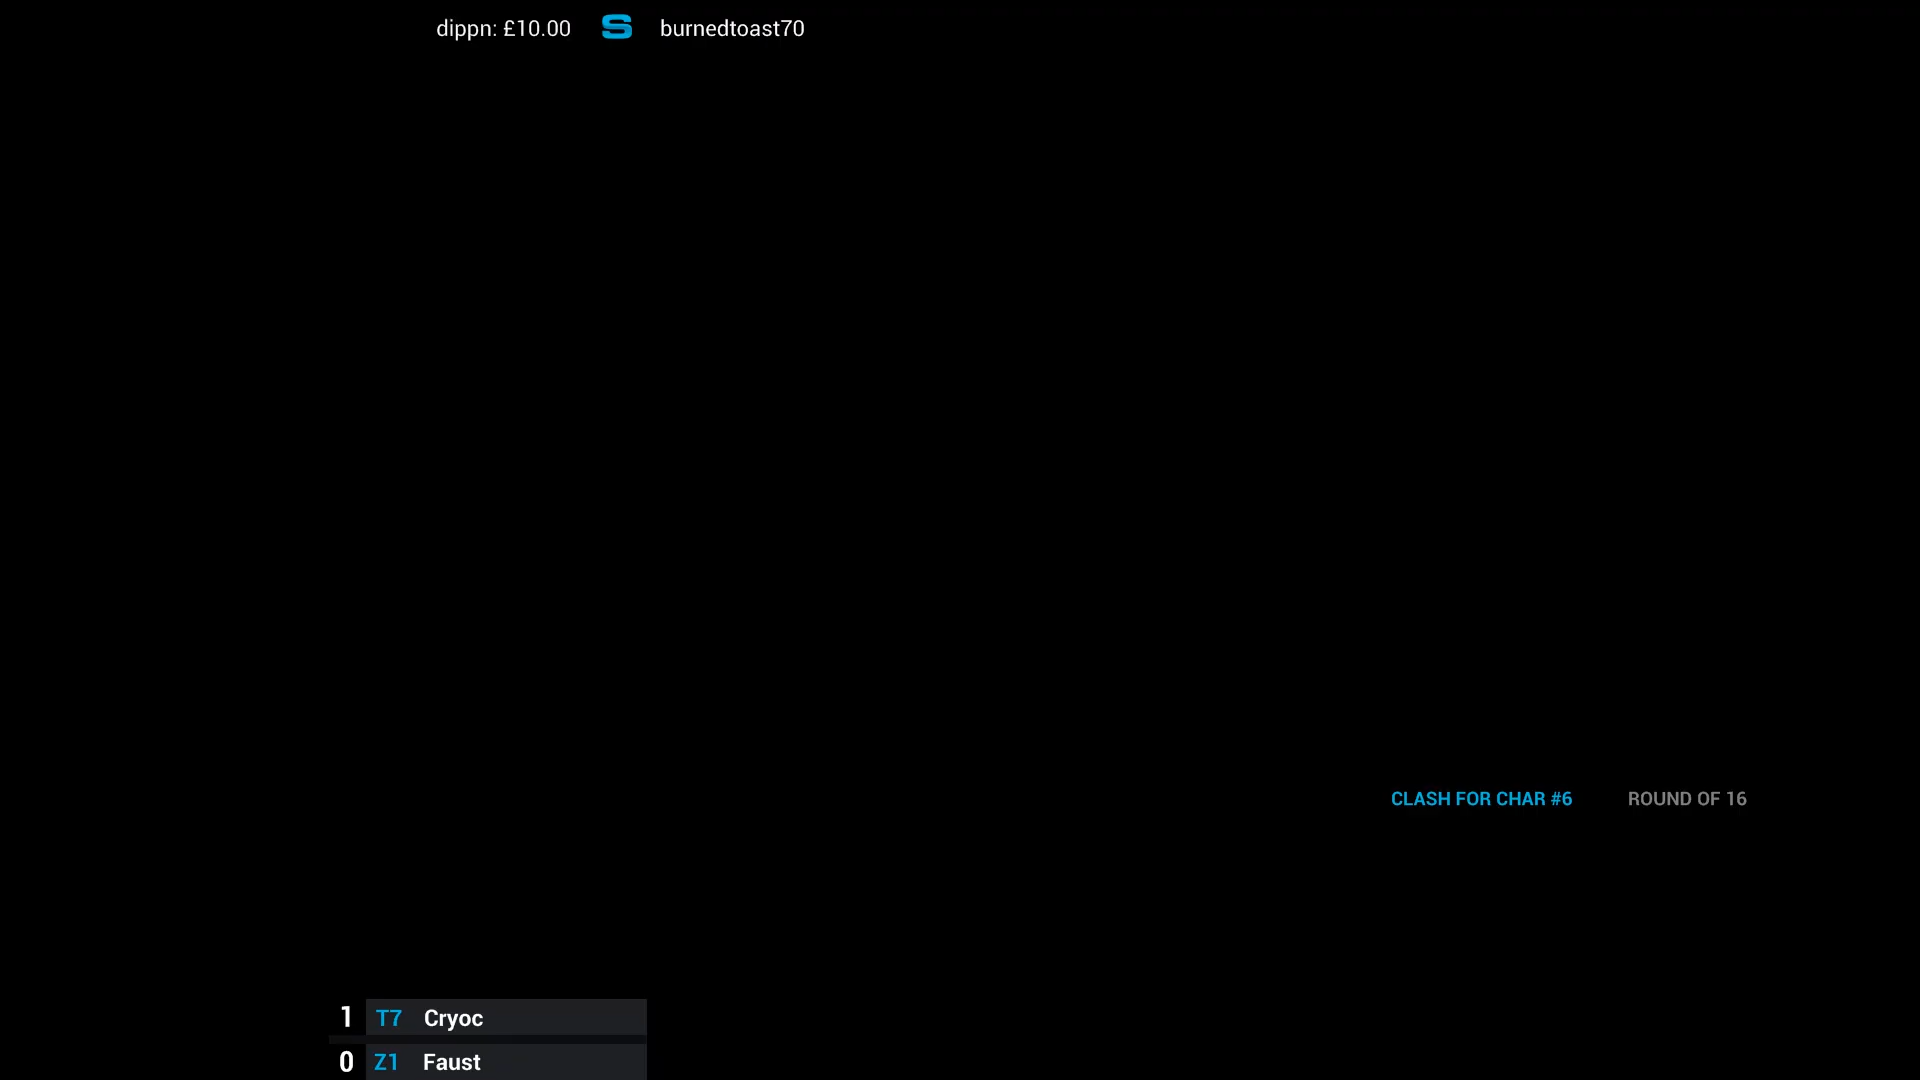 dippn: £10.00 S burnedtoast70
CLASH FOR CHAR #6 ROUND OF 16
1 T7 Cryoc
0 Z1 Faust